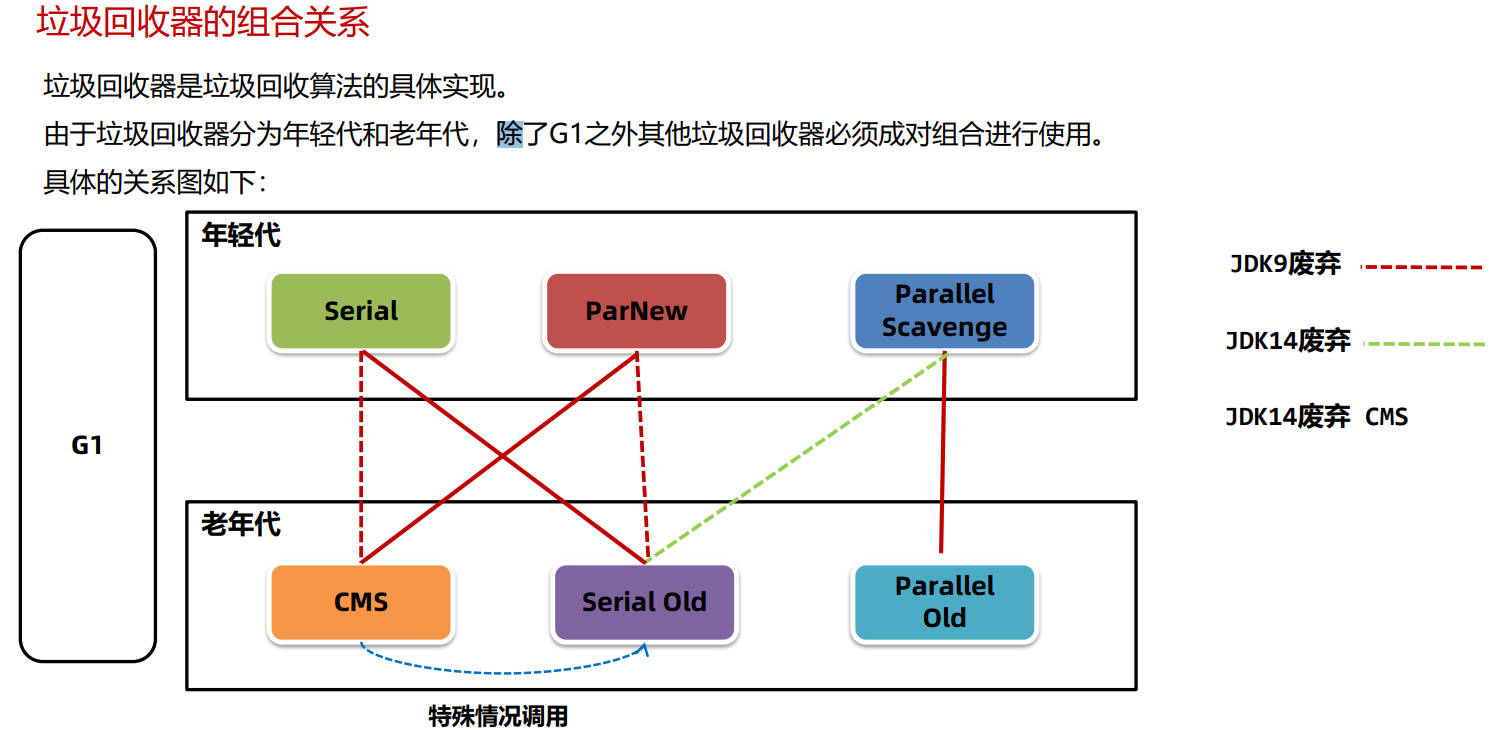 垃圾回收器的组合关系
垃圾回收器是垃圾回收算法的具体实现。
由于垃圾回收器分为年轻代和老年代，除了G1之外其他垃圾回收器必须成对组合进行使用。
具体的关系图如下：
G1
年轻代
Serial
ParNew
Parallel
Scavenge
老年代
CMS
Serial Old
Parallel
Old
特殊情况调用
JDK9废弃
JDK14废弃
JDK14废弃 CMS